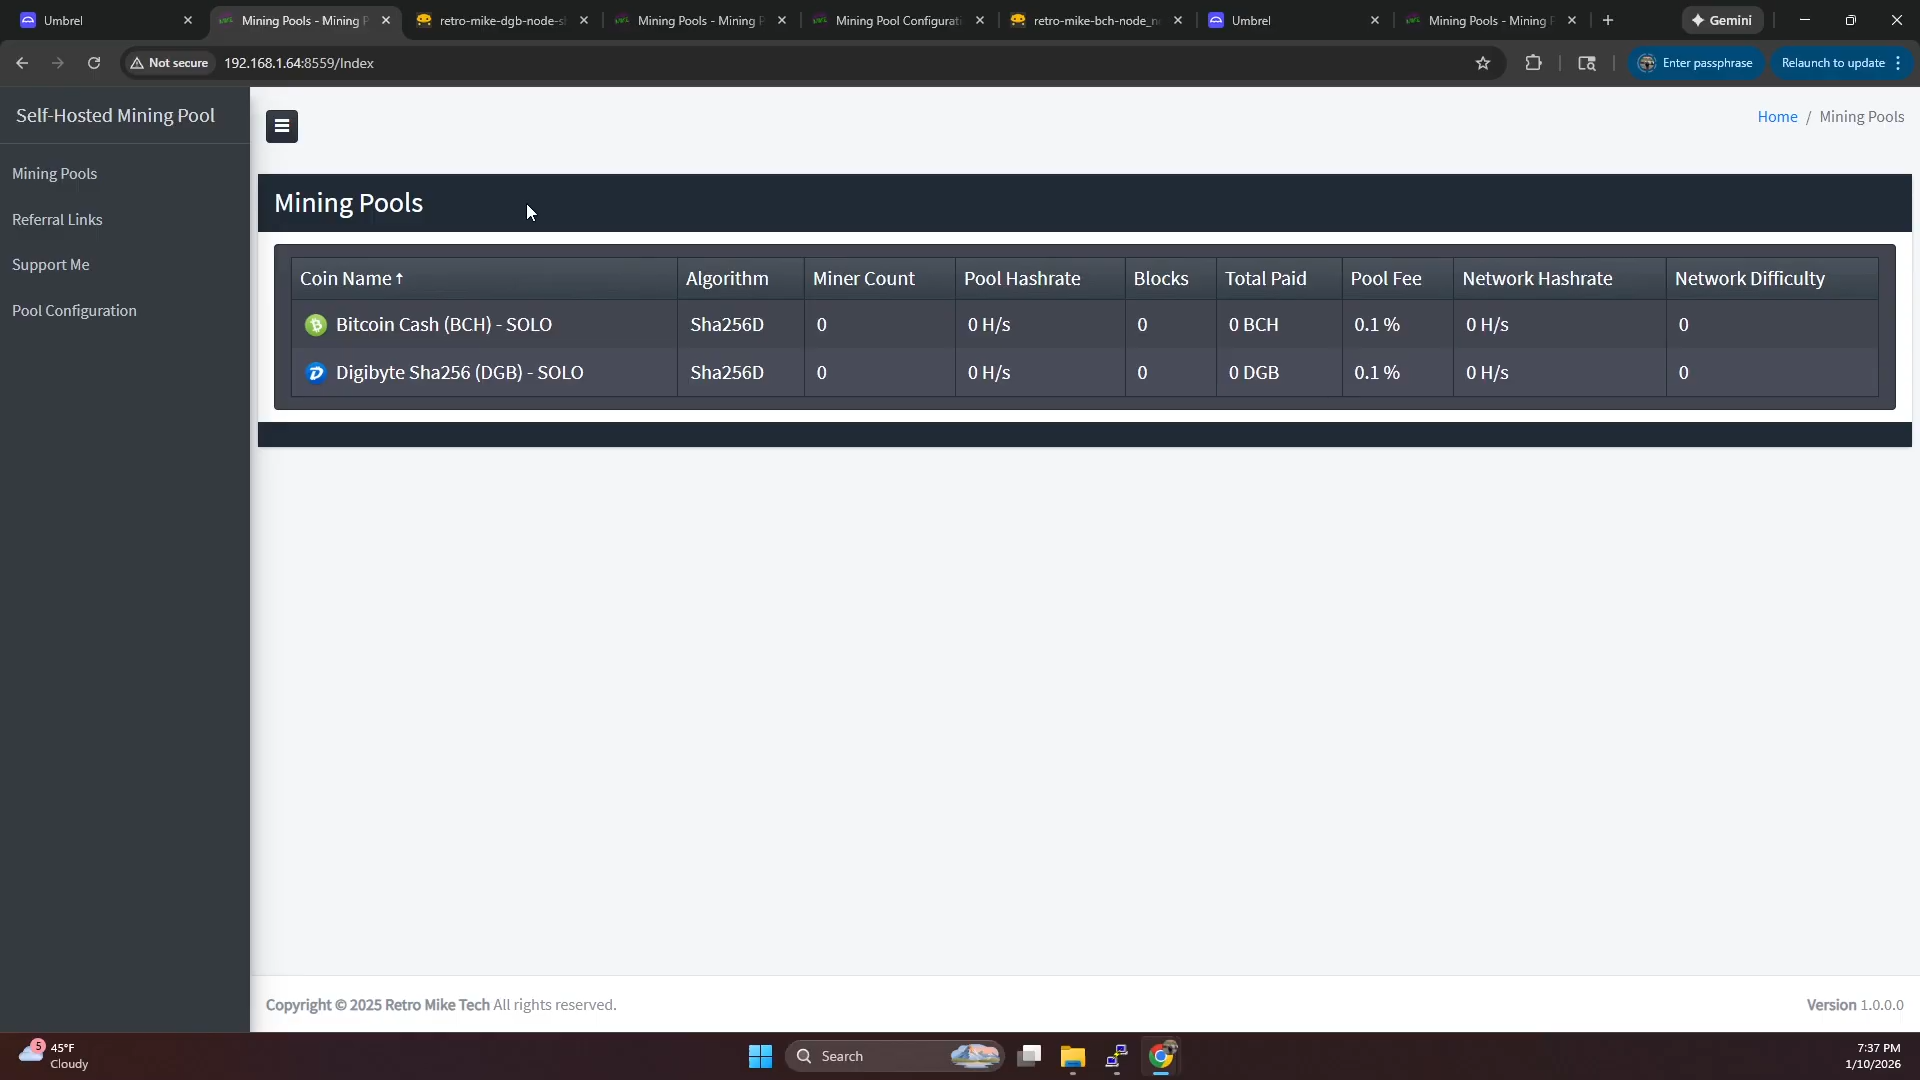 Umbrel
Mining Pools - Mining P
retro-mike-dgb-node-s
Mining Pools - Mining P
Mining Pool Configurati
retro-mike-bch-node_n
Umbrel
Mining Pools - Mining P
Gemini
Not secure
192.168.1.64:8559/Index
Enter passphrase
Relaunch to update
Self-Hosted Mining Pool
Mining Pools
Referral Links
Support Me
Pool Configuration
Home / Mining Pools
Mining Pools
Coin Name↑ Algorithm Miner Count Pool Hashrate Blocks Total Paid Pool Fee Network Hashrate Network Difficulty
Bitcoin Cash (BCH) - SOLO Sha256D 0 0 H/s 0 0 BCH 0.1 % 0 H/s 0
Digibyte Sha256 (DGB) - SOLO Sha256D 0 0 H/s 0 0 DGB 0.1 % 0 H/s 0
Copyright © 2025 Retro Mike Tech All rights reserved.
Version 1.0.0.0
5
45°F
Cloudy
Search
7:37 PM
1/10/2026